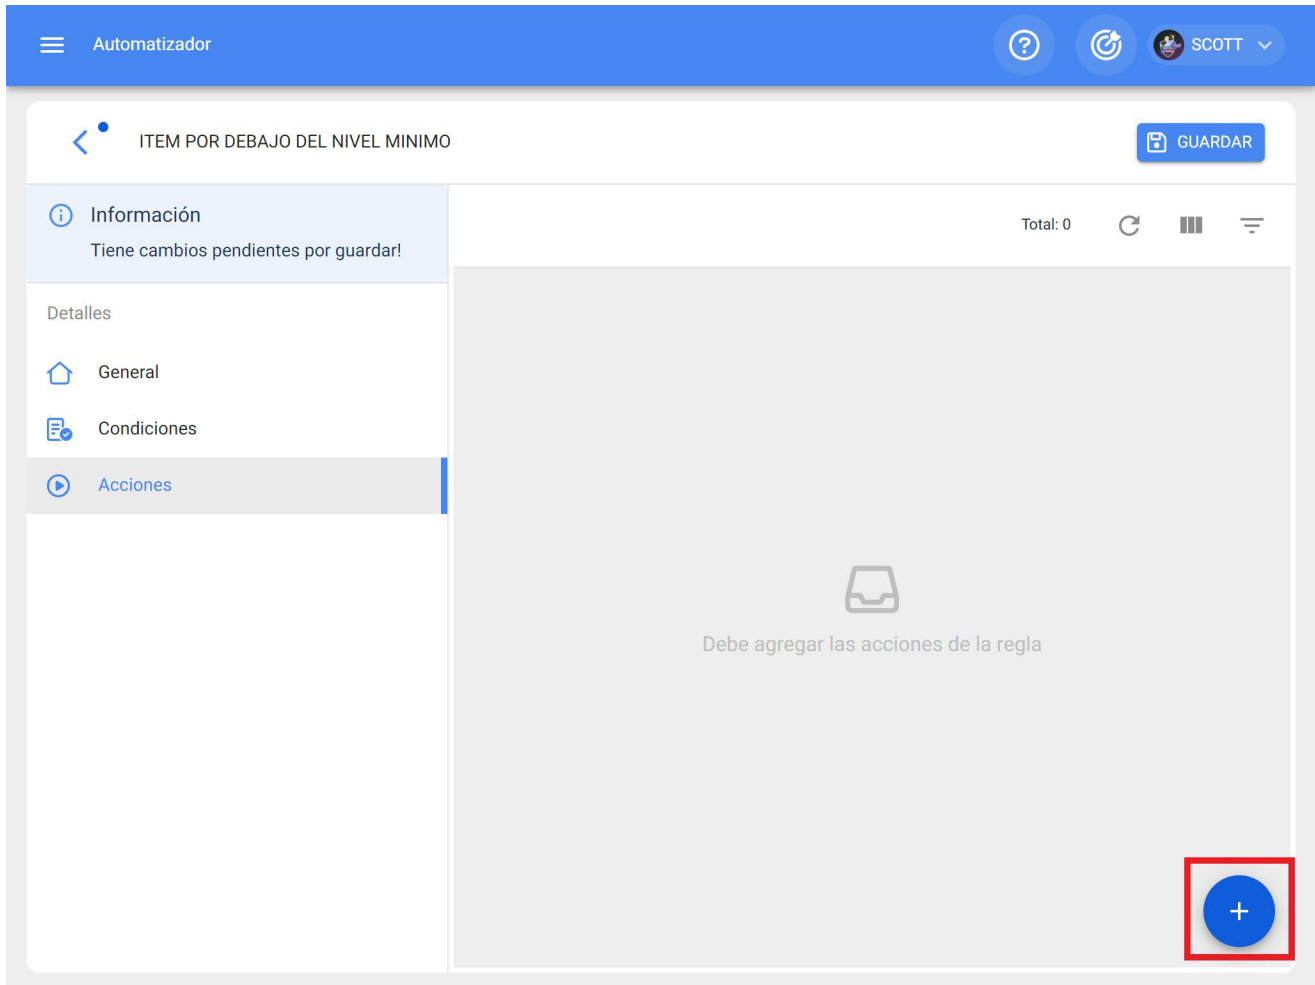 Automatizador
SCOTT
ITEM POR DEBAJO DEL NIVEL MINIMO
GUARDAR
Información
Tiene cambios pendientes por guardar!
Total: 0
Detalles
General
Condiciones
Acciones
Debe agregar las acciones de la regla